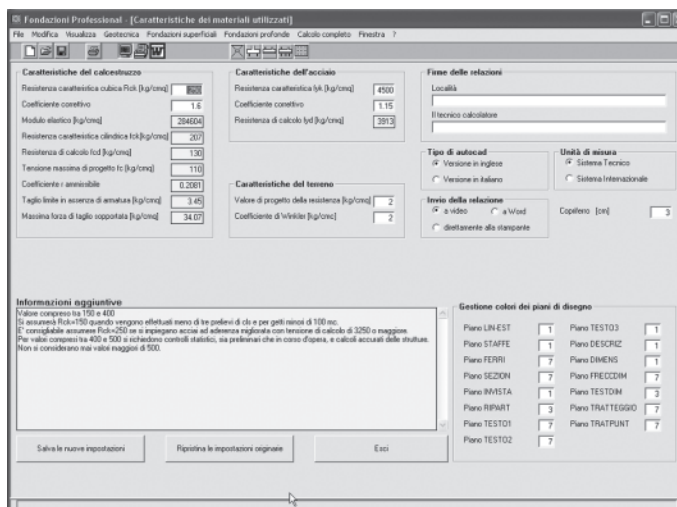 Fondazioni Professional - [Caratteristiche dei materiali utilizzati]
File Modifica Visualizza Geotecnica Fondazioni superficiali Fondazioni profonde Calcolo completo Finestra ?
Caratteristiche del calcestruzzo
Resistenza caratteristica cubica Rck [kg/cmq]
Coefficiente correttivo 1.6
Modulo elastico [kg/cmq] 284604
Resistenza caratteristica cilindrica fck[kg/cmq] 207
Resistenza di calcolo fcd [kg/cmq] 130
Tensione massima di progetto fc [kg/cmq] 110
Coefficiente r ammissibile 0.2081
Taglio limite in assenza di armatura [kg/cmq] 3.45
Massima forza di taglio sopportata [kg/cmq] 34.07
Caratteristiche dell'acciaio
Resistenza caratteristica fyk [kg/cmq] 4500
Coefficiente correttivo 1.15
Resistenza di calcolo fyd [kg/cmq] 3913
Caratteristiche del terreno
Valore di progetto della resistenza [kg/cmq] 2
Coefficiente di Winkler [kg/cmc] 2
Firme delle relazioni
Località
Il tecnico calcolatore
Tipo di autocad
Versione in inglese
Versione in italiano
Unità di misura
Sistema Tecnico
Sistema Internazionale
Invio della relazione
a video a Word
direttamente alla stampante
Copriferro [cm] 3
Informazioni aggiuntive
Valore compreso tra 150 e 400
Si assumerà Rck=150 quando vengono effettuati meno di tre prelievi di cls e per getti minori di 100 mc.
E' consigliabile assumere Rck=250 se si impiegano acciai ad aderenza migliorata con tensione di calcolo di 3250 o maggiore.
Per valori compresi tra 400 e 500 si richiedono controlli statistici, sia preliminari che in corso d'opera, e calcoli accurati delle strutture.
Non si considerano mai valori maggiori di 500.
Salva le nuove impostazioni
Ripristina le impostazioni originarie
Esci
Gestione colori dei piani di disegno
Piano LIN-EST 1 Piano TESTO3 1
Piano STAFFE 1 Piano DESCRIZ 1
Piano FERRI 7 Piano DIMENS 1
Piano SEZION 7 Piano FRECCDIM 7
Piano INVISTA 1 Piano TESTDIM 3
Piano RIPART 3 Piano TRATTEGGIO 7
Piano TESTO1 7 Piano TRATPUNT 7
Piano TESTO2 7